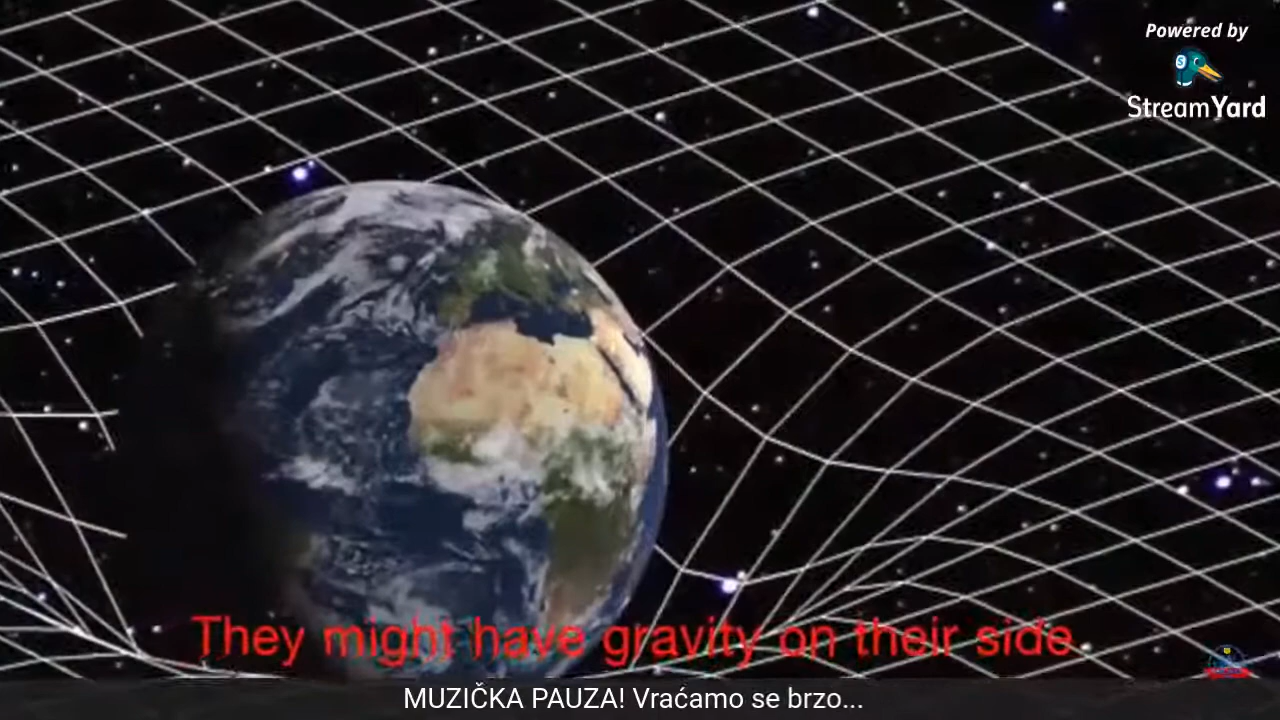 Powered by
StreamYard
They might have gravity on their side
MUZIČKA PAUZA! Vraćamo se brzo...